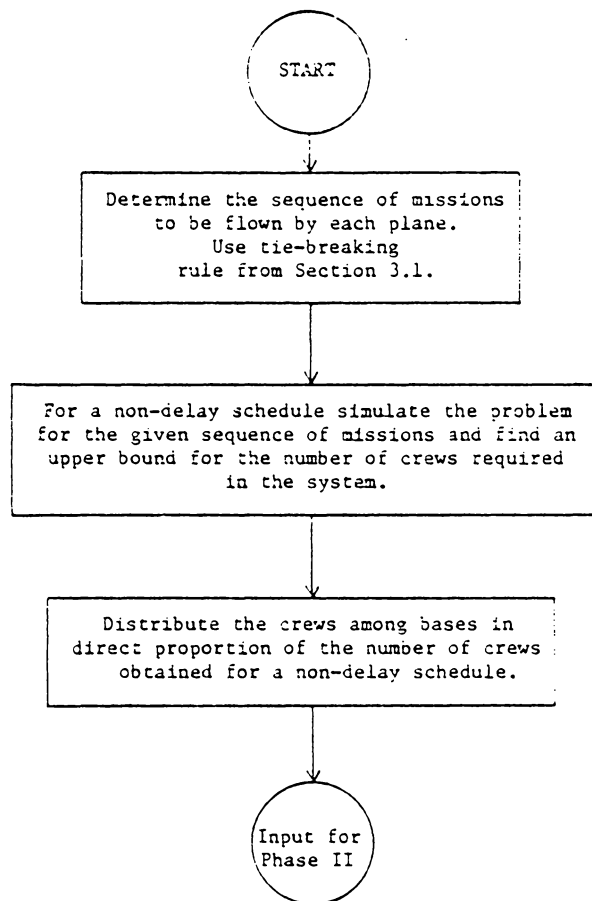 START
Determine the sequence of missions
to be flown by each plane.
Use tie-breaking
rule from Section 3.1.
For a non-delay schedule simulate the problem
for the given sequence of missions and find an
upper bound for the number of crews required
in the system.
Distribute the crews among bases in
direct proportion of the number of crews
obtained for a non-delay schedule.
Input for
Phase II